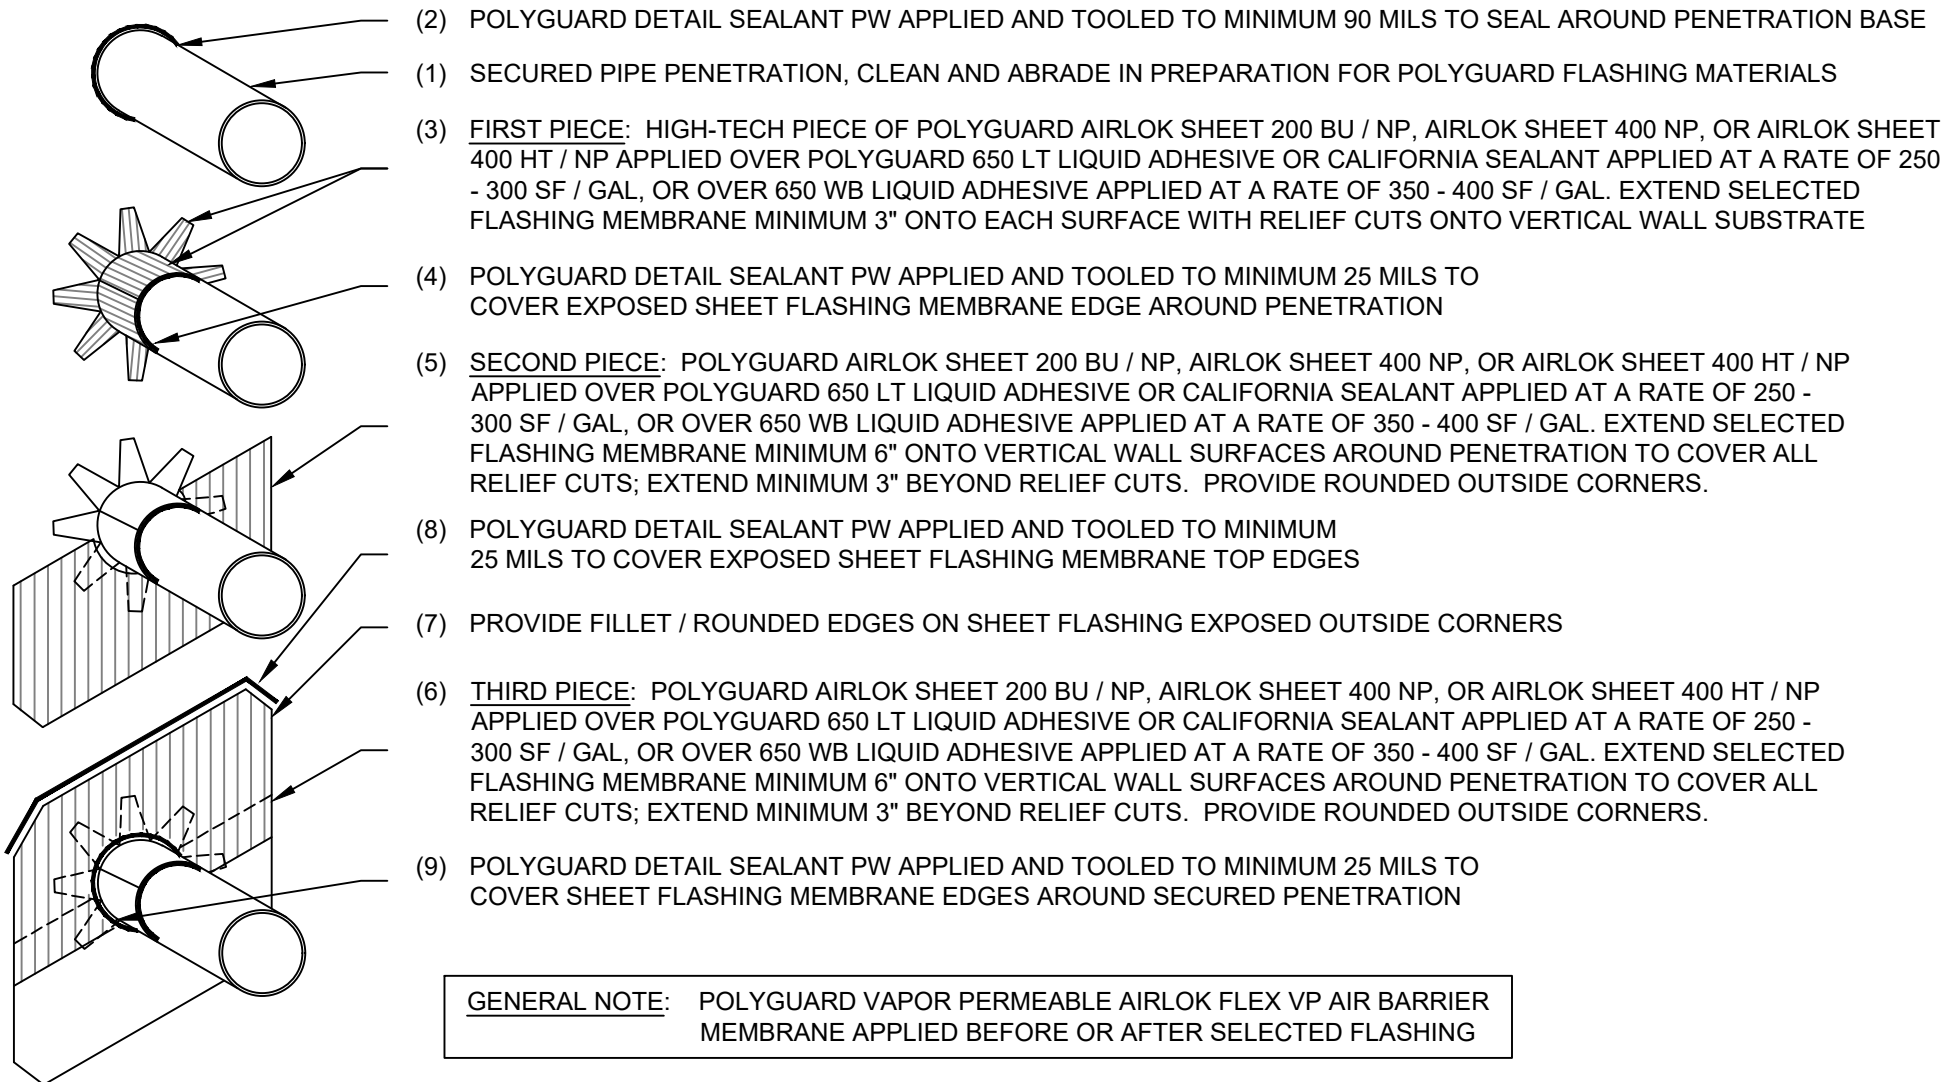 (2) POLYGUARD DETAIL SEALANT PW APPLIED AND TOOLED TO MINIMUM 90 MILS TO SEAL AROUND PENETRATION BASE
(1) SECURED PIPE PENETRATION, CLEAN AND ABRADE IN PREPARATION FOR POLYGUARD FLASHING MATERIALS
(3) FIRST PIECE: HIGH-TECH PIECE OF POLYGUARD AIRLOK SHEET 200 BU / NP, AIRLOK SHEET 400 NP, OR AIRLOK SHEET
400 HT / NP APPLIED OVER POLYGUARD 650 LT LIQUID ADHESIVE OR CALIFORNIA SEALANT APPLIED AT A RATE OF 250
- 300 SF / GAL, OR OVER 650 WB LIQUID ADHESIVE APPLIED AT A RATE OF 350 - 400 SF / GAL. EXTEND SELECTED
FLASHING MEMBRANE MINIMUM 3" ONTO EACH SURFACE WITH RELIEF CUTS ONTO VERTICAL WALL SUBSTRATE
(4) POLYGUARD DETAIL SEALANT PW APPLIED AND TOOLED TO MINIMUM 25 MILS TO
COVER EXPOSED SHEET FLASHING MEMBRANE EDGE AROUND PENETRATION
(5) SECOND PIECE: POLYGUARD AIRLOK SHEET 200 BU / NP, AIRLOK SHEET 400 NP, OR AIRLOK SHEET 400 HT / NP
APPLIED OVER POLYGUARD 650 LT LIQUID ADHESIVE OR CALIFORNIA SEALANT APPLIED AT A RATE OF 250 -
300 SF / GAL, OR OVER 650 WB LIQUID ADHESIVE APPLIED AT A RATE OF 350 - 400 SF / GAL. EXTEND SELECTED
FLASHING MEMBRANE MINIMUM 6" ONTO VERTICAL WALL SURFACES AROUND PENETRATION TO COVER ALL
RELIEF CUTS; EXTEND MINIMUM 3" BEYOND RELIEF CUTS. PROVIDE ROUNDED OUTSIDE CORNERS.
(8) POLYGUARD DETAIL SEALANT PW APPLIED AND TOOLED TO MINIMUM
25 MILS TO COVER EXPOSED SHEET FLASHING MEMBRANE TOP EDGES
(7) PROVIDE FILLET / ROUNDED EDGES ON SHEET FLASHING EXPOSED OUTSIDE CORNERS
(6) THIRD PIECE: POLYGUARD AIRLOK SHEET 200 BU / NP, AIRLOK SHEET 400 NP, OR AIRLOK SHEET 400 HT / NP
APPLIED OVER POLYGUARD 650 LT LIQUID ADHESIVE OR CALIFORNIA SEALANT APPLIED AT A RATE OF 250 -
300 SF / GAL, OR OVER 650 WB LIQUID ADHESIVE APPLIED AT A RATE OF 350 - 400 SF / GAL. EXTEND SELECTED
FLASHING MEMBRANE MINIMUM 6" ONTO VERTICAL WALL SURFACES AROUND PENETRATION TO COVER ALL
RELIEF CUTS; EXTEND MINIMUM 3" BEYOND RELIEF CUTS. PROVIDE ROUNDED OUTSIDE CORNERS.
(9) POLYGUARD DETAIL SEALANT PW APPLIED AND TOOLED TO MINIMUM 25 MILS TO
COVER SHEET FLASHING MEMBRANE EDGES AROUND SECURED PENETRATION
GENERAL NOTE: POLYGUARD VAPOR PERMEABLE AIRLOK FLEX VP AIR BARRIER
MEMBRANE APPLIED BEFORE OR AFTER SELECTED FLASHING